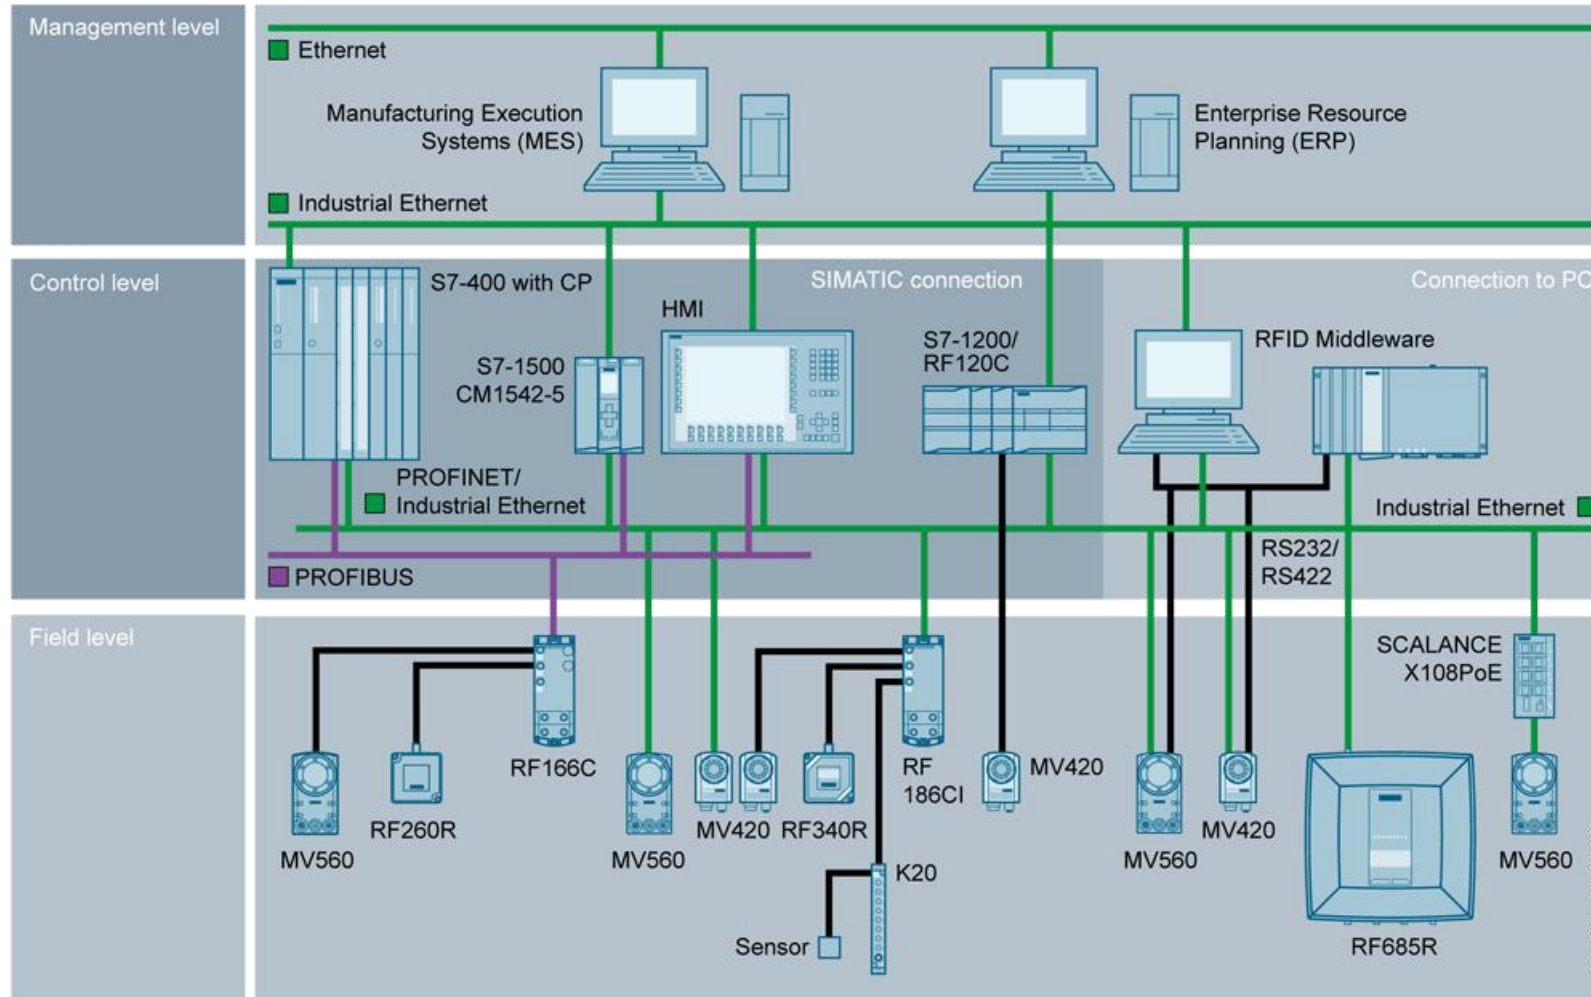 Management level
Ethernet
Manufacturing Execution
Systems (MES)
Enterprise Resource
Planning (ERP)
Industrial Ethernet
Control level
S7-400 with CP
SIMATIC connection
Connection to PC
HMI
S7-1500
CM1542-5
S7-1200/
RF120C
RFID Middleware
PROFINET/
Industrial Ethernet
Industrial Ethernet
RS232/
RS422
PROFIBUS
Field level
SCALANCE
X108PoE
RF166C
RF
186CI
MV420
RF260R
MV420
RF340R
MV420
MV560
MV560
MV560
MV560
K20
Sensor
RF685R